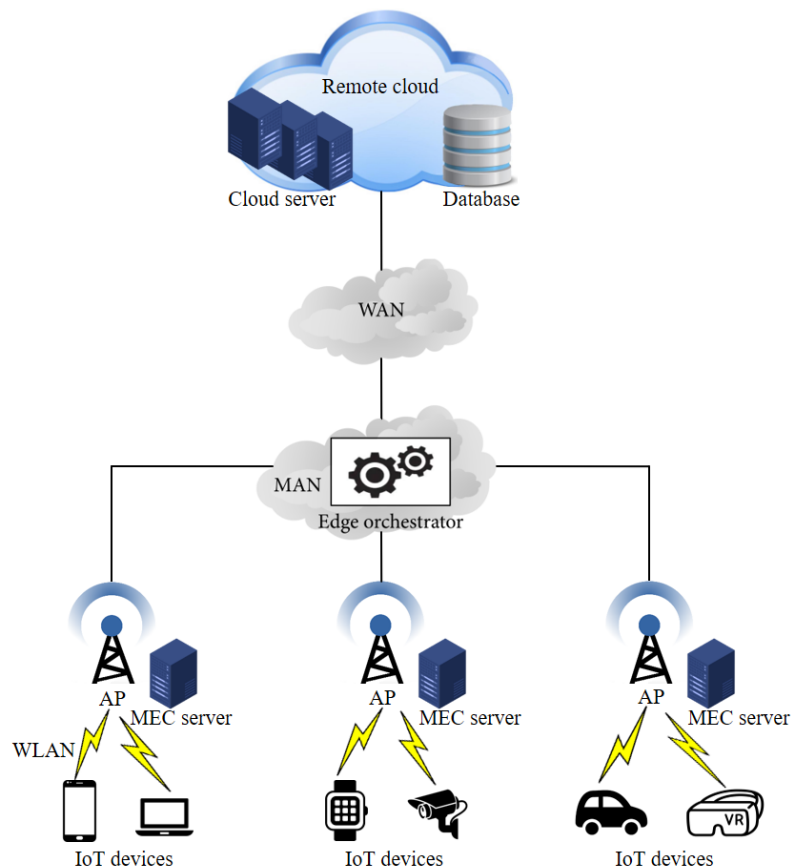 Remote cloud
Cloud server
Database
WAN
MAN
Edge orchestrator
AP
MEC server
AP
MEC server
AP
MEC server
WLAN
VR
IoT devices
IoT devices
IoT devices